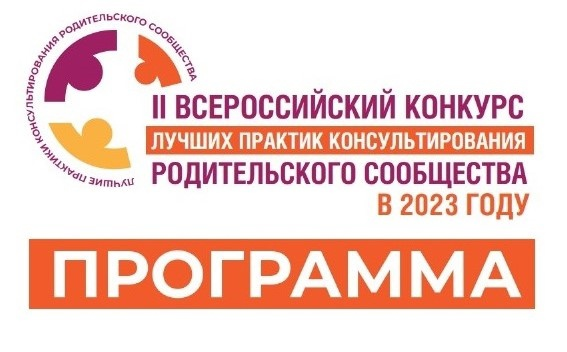 ЛУЧШИЕ ПРАКТИКИ КОНСУЛЬТИРОВАНИЯ РОДИТЕЛЬСКОГО СООБЩЕСТВА
II ВСЕРОССИЙСКИЙ КОНКУРС
ЛУЧШИХ ПРАКТИК КОНСУЛЬТИРОВАНИЯ
РОДИТЕЛЬСКОГО СООБЩЕСТВА
В 2023 ГОДУ
ПРОГРАММА